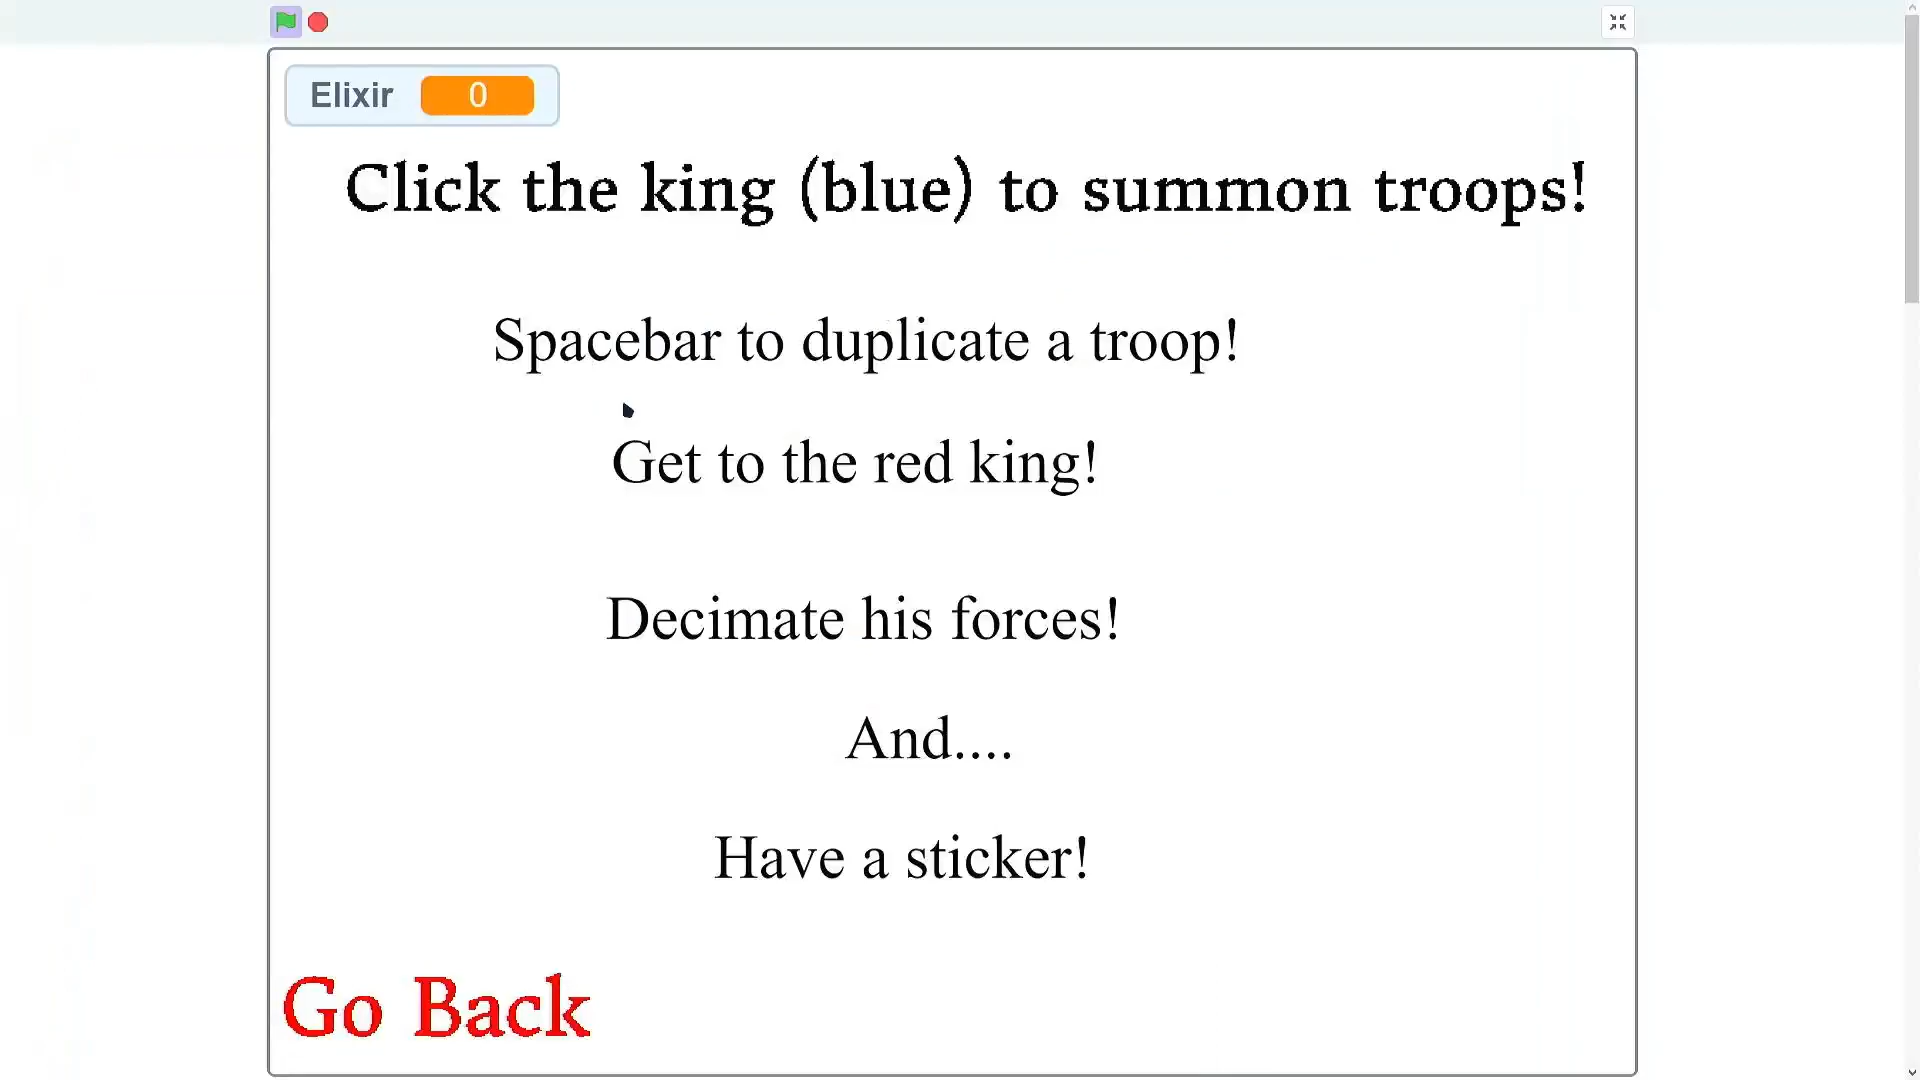 Elixir 0
Click the king (blue) to summon troops!
Spacebar to duplicate a troop!
Get to the red king!
Decimate his forces!
And....
Have a sticker!
Go Back